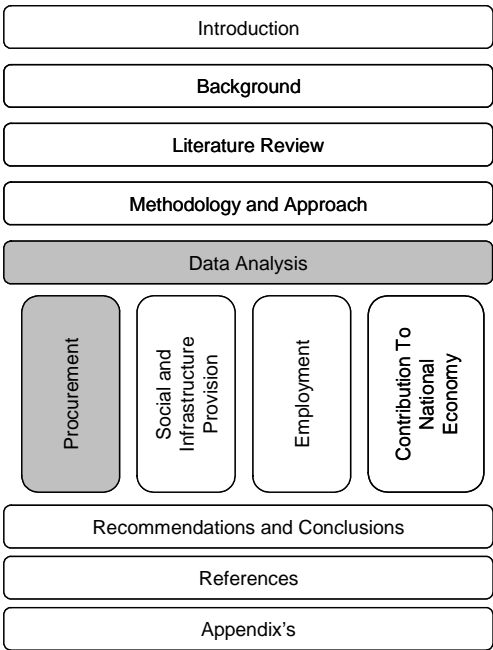 Introduction
Background
Literature Review
Methodology and Approach
Data Analysis
Procurement
Social and
Infrastructure
Provision
Employment
Contribution To
National
Economy
Recommendations and Conclusions
References
Appendix's